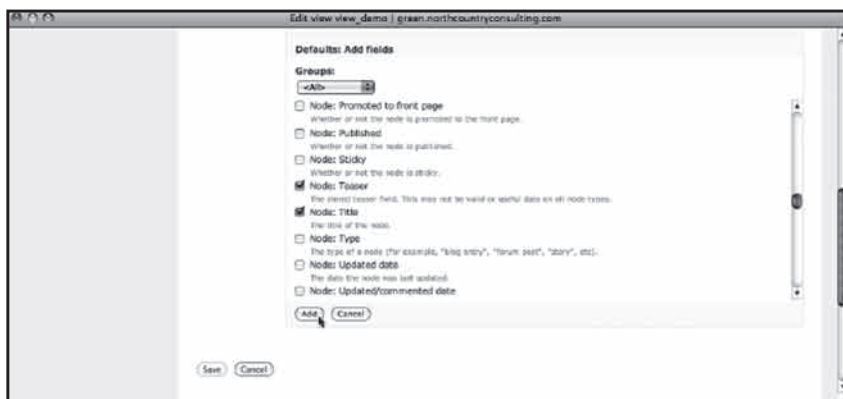 Edit view view_demo | green.northcountryconsulting.com
Defaults: Add fields
Groups:
<All>
Node: Promoted to front page
Whether or not the node is promoted to the front page.
Node: Published
Whether or not the node is published.
Node: Sticky
Whether or not the node is sticky.
Node: Teaser
The stored teaser field. This may not be valid or useful data on all node types.
Node: Title
The title of the node.
Node: Type
The type of a node (for example, "blog entry", "forum post", "story", etc).
Node: Updated date
The date the node was last updated.
Node: Updated/commented date
Add Cancel
Save Cancel